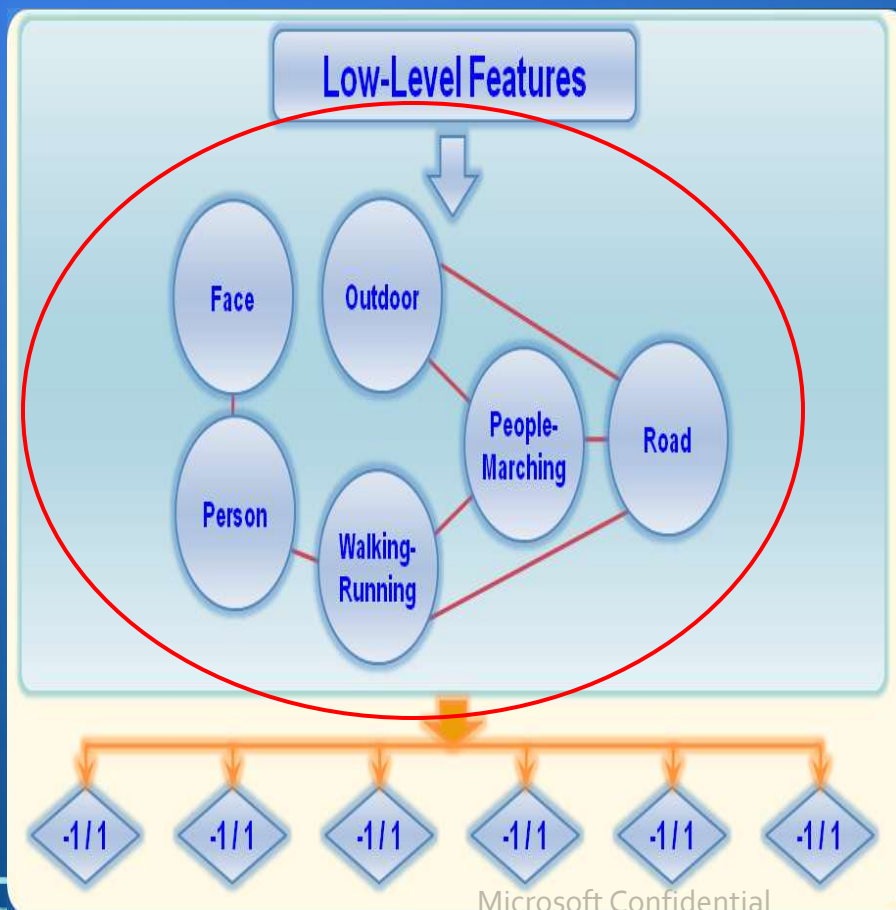 Low-Level Features
Face
Outdoor
People-
Marching
Road
Person
Walking-
Running
-1/1
-1/1
-1/1
-1/1
-1/1
-1/1
Microsoft Confidential